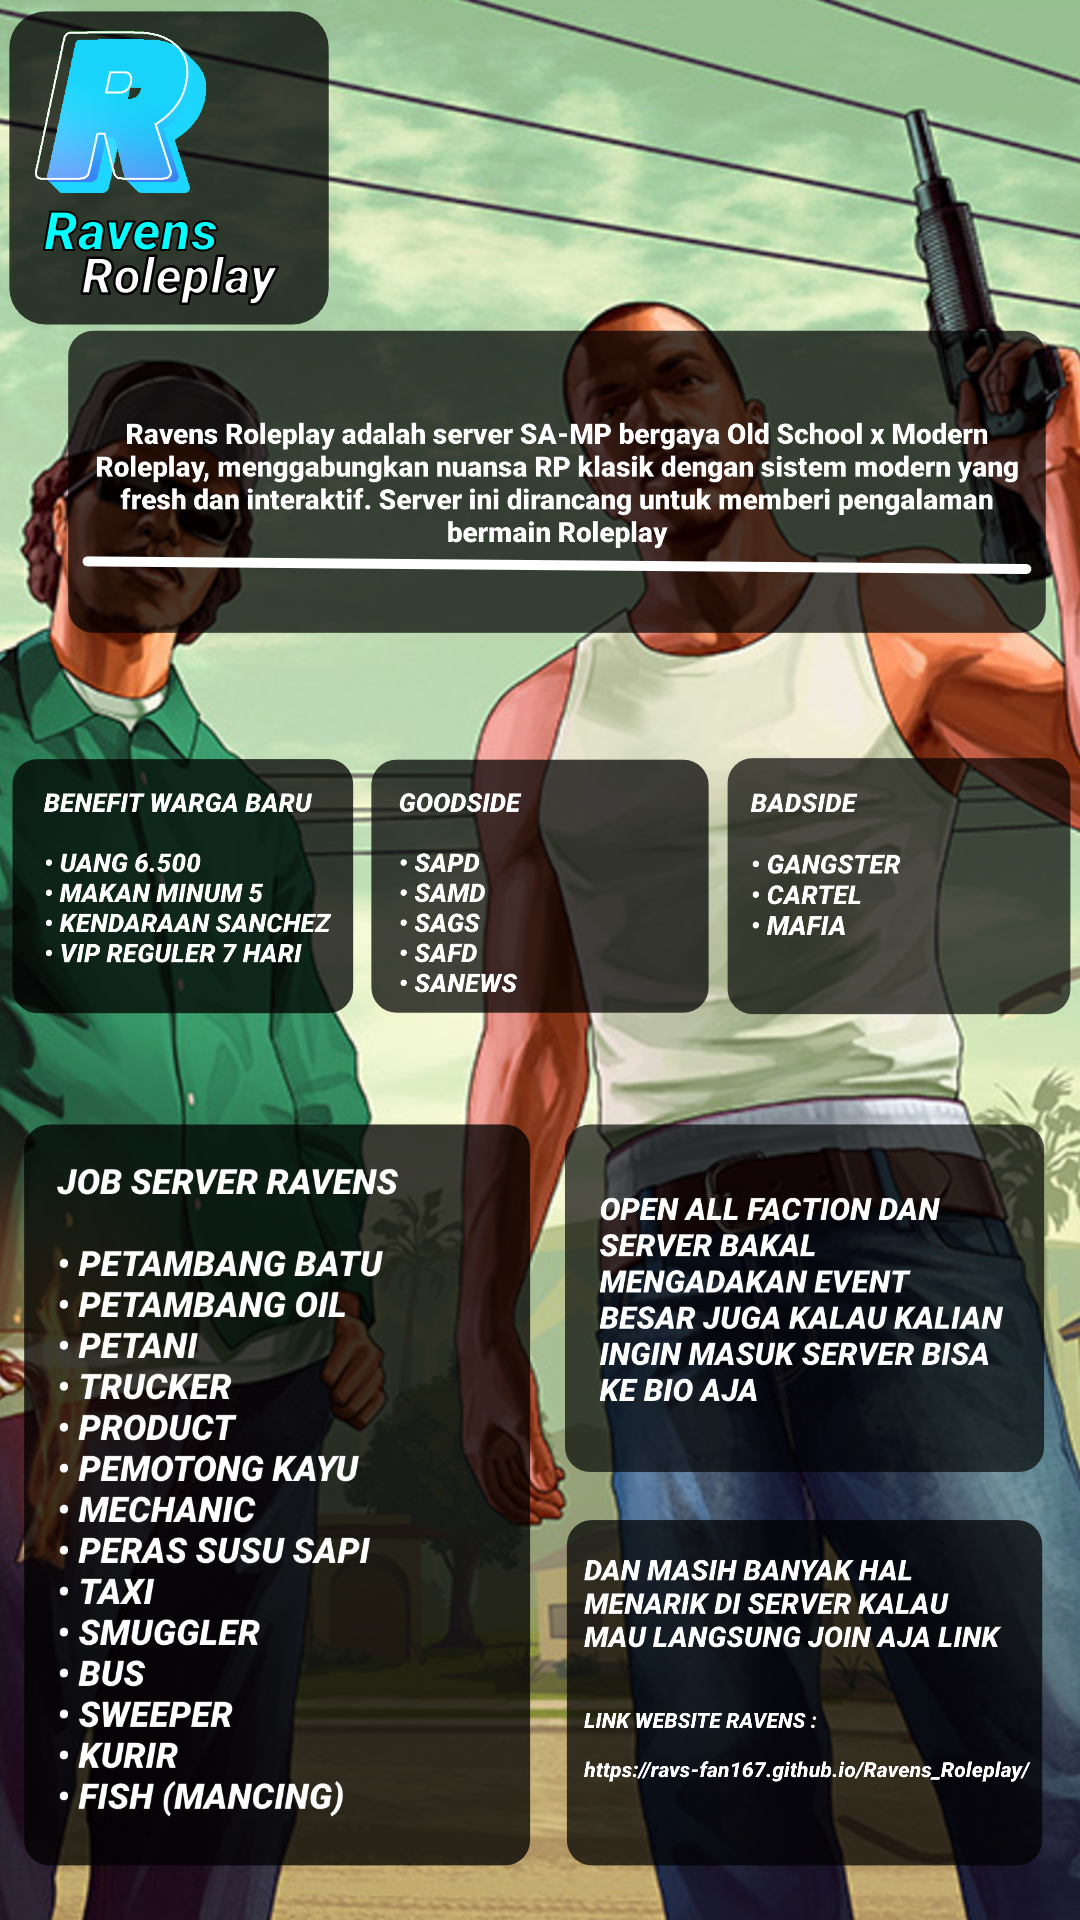 R
Ravens
Roleplay
Ravens Roleplay adalah server SA-MP bergaya Old School x Modern
Roleplay, menggabungkan nuansa RP klasik dengan sistem modern yang
fresh dan interaktif. Server ini dirancang untuk memberi pengalaman
bermain Roleplay
BENEFIT WARGA BARU
• UANG 6.500
• MAKAN MINUM 5
• KENDARAAN SANCHEZ
• VIP REGULER 7 HARI
GOODSIDE
• SAPD
• SAMD
• SAGS
• SAFD
• SANEWS
BADSIDE
• GANGSTER
• CARTEL
• MAFIA
JOB SERVER RAVENS
• PETAMBANG BATU
• PETAMBANG OIL
• PETANI
• TRUCKER
• PRODUCT
• PEMOTONG KAYU
• MECHANIC
• PERAS SUSU SAPI
• TAXI
• SMUGGLER
• BUS
• SWEEPER
• KURIR
• FISH (MANCING)
OPEN ALL FACTION DAN
SERVER BAKAL
MENGADAKAN EVENT
BESAR JUGA KALAU KALIAN
INGIN MASUK SERVER BISA
KE BIO AJA
DAN MASIH BANYAK HAL
MENARIK DI SERVER KALAU
MAU LANGSUNG JOIN AJA LINK
LINK WEBSITE RAVENS :
https://ravs-fan167.github.io/Ravens_Roleplay/